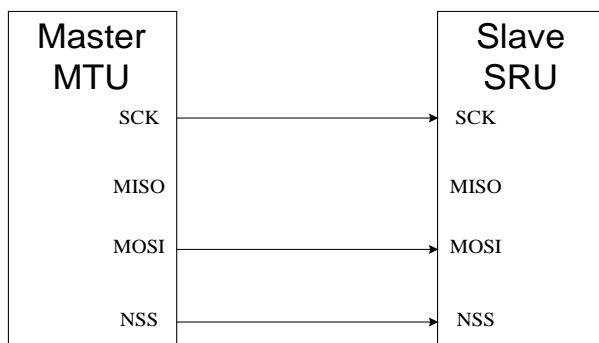 Master
MTU
SCK
MISO
MOSI
NSS
Slave
SRU
SCK
MISO
MOSI
NSS